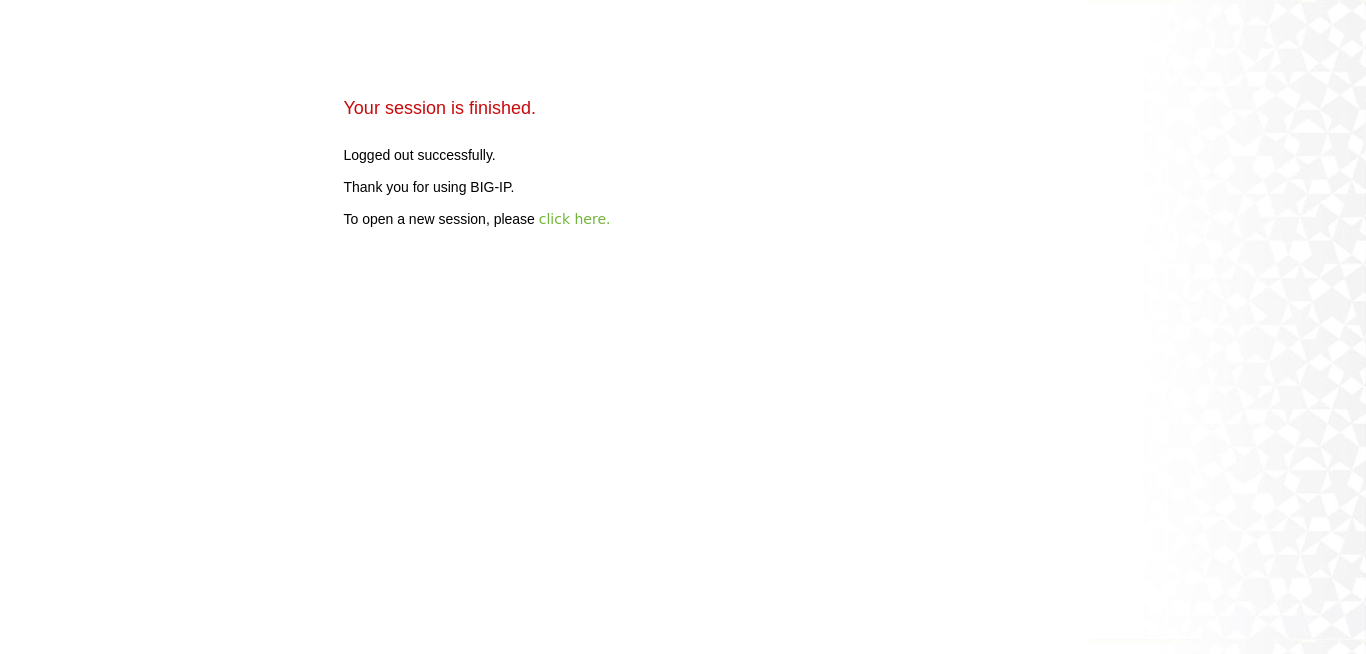 Your session is finished.
Logged out successfully.
Thank you for using BIG-IP.
To open a new session, please click here.